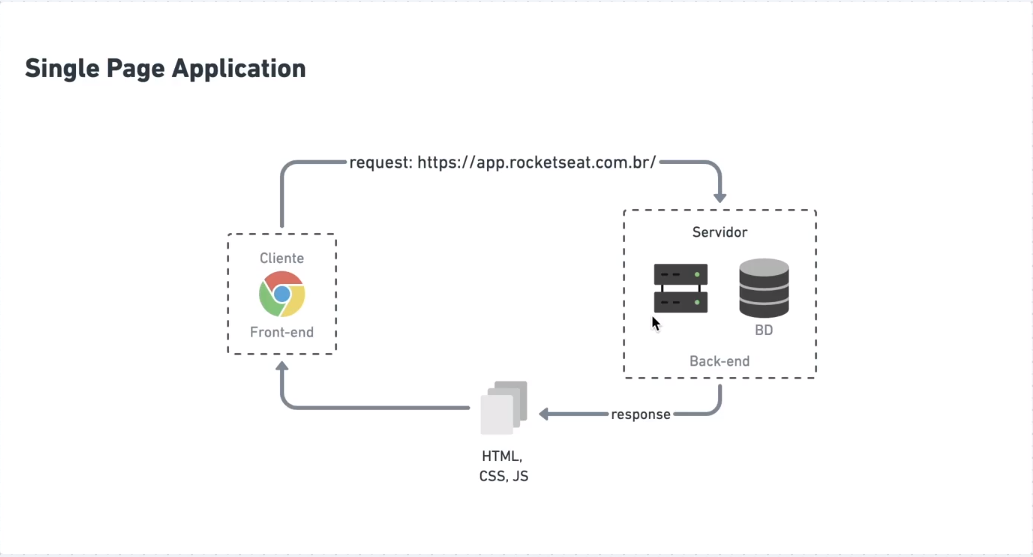 Single Page Application
request: https://app.rocketseat.com.br/
Cliente
Front-end
Servidor
BD
Back-end
response
HTML,
CSS, JS